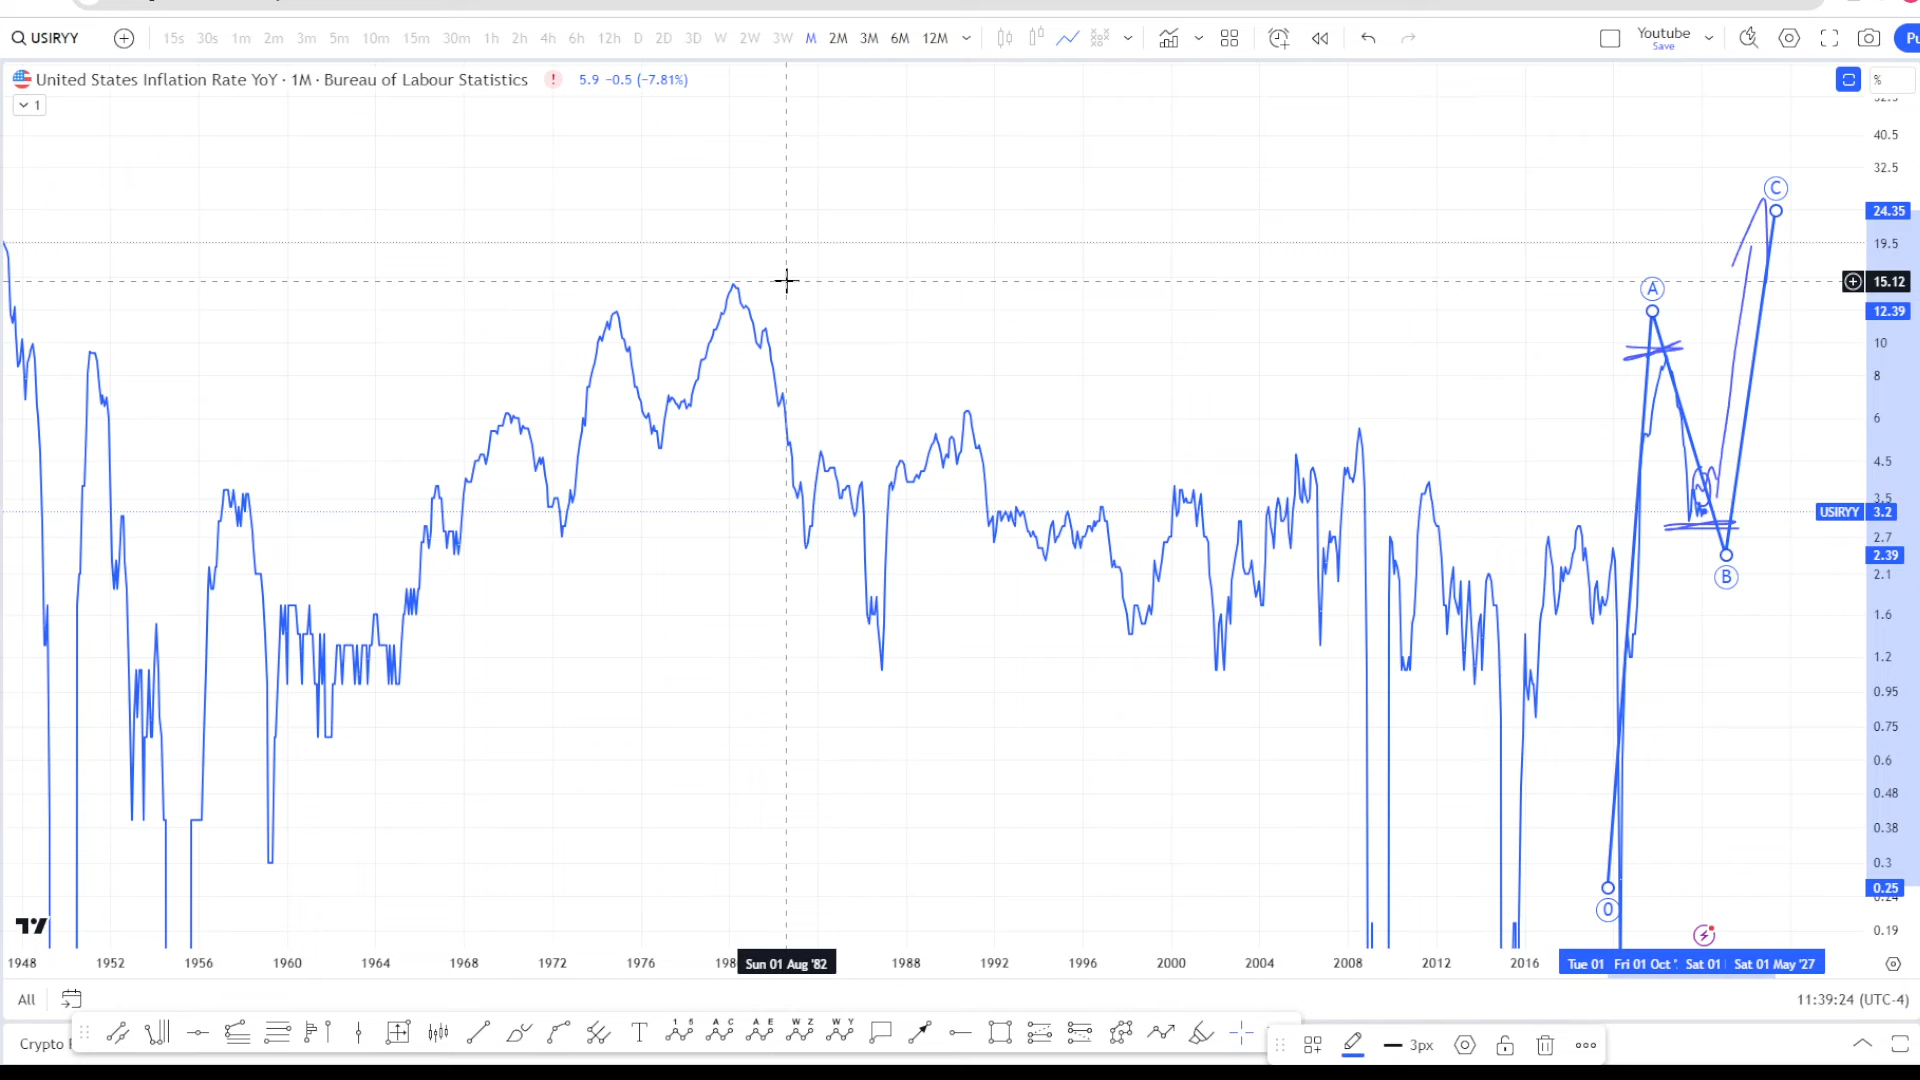 USIRYY
15s 30s 1m 2m 3m 5m 10m 15m 30m 1h 2h 4h 6h 12h D 2D 3D W 2W 3W M 2M 3M 6M 12M
Youtube
Save
United States Inflation Rate YoY · 1M · Bureau of Labour Statistics ! 5.9 −0.5 (−7.81%)
1
%
40.5
32.5
C
24.35
19.5
15.12
A
12.39
10
8
6
4.5
3.5
USIRYY 3.2
2.7
2.39
B
2.1
1.6
1.2
0.95
0.75
0.6
0.48
0.38
0.3
0.25
0.24
0
0.19
1948 1952 1956 1960 1964 1968 1972 1976 198 Sun 01 Aug '82 1988 1992 1996 2000 2004 2008 2012 2016 Tue 01 Fri 01 Oct ' Sat 01 Sat 01 May '27
All
11:39:24 (UTC-4)
Crypto
T
1 5
A C
A E
W Z
W Y
3px